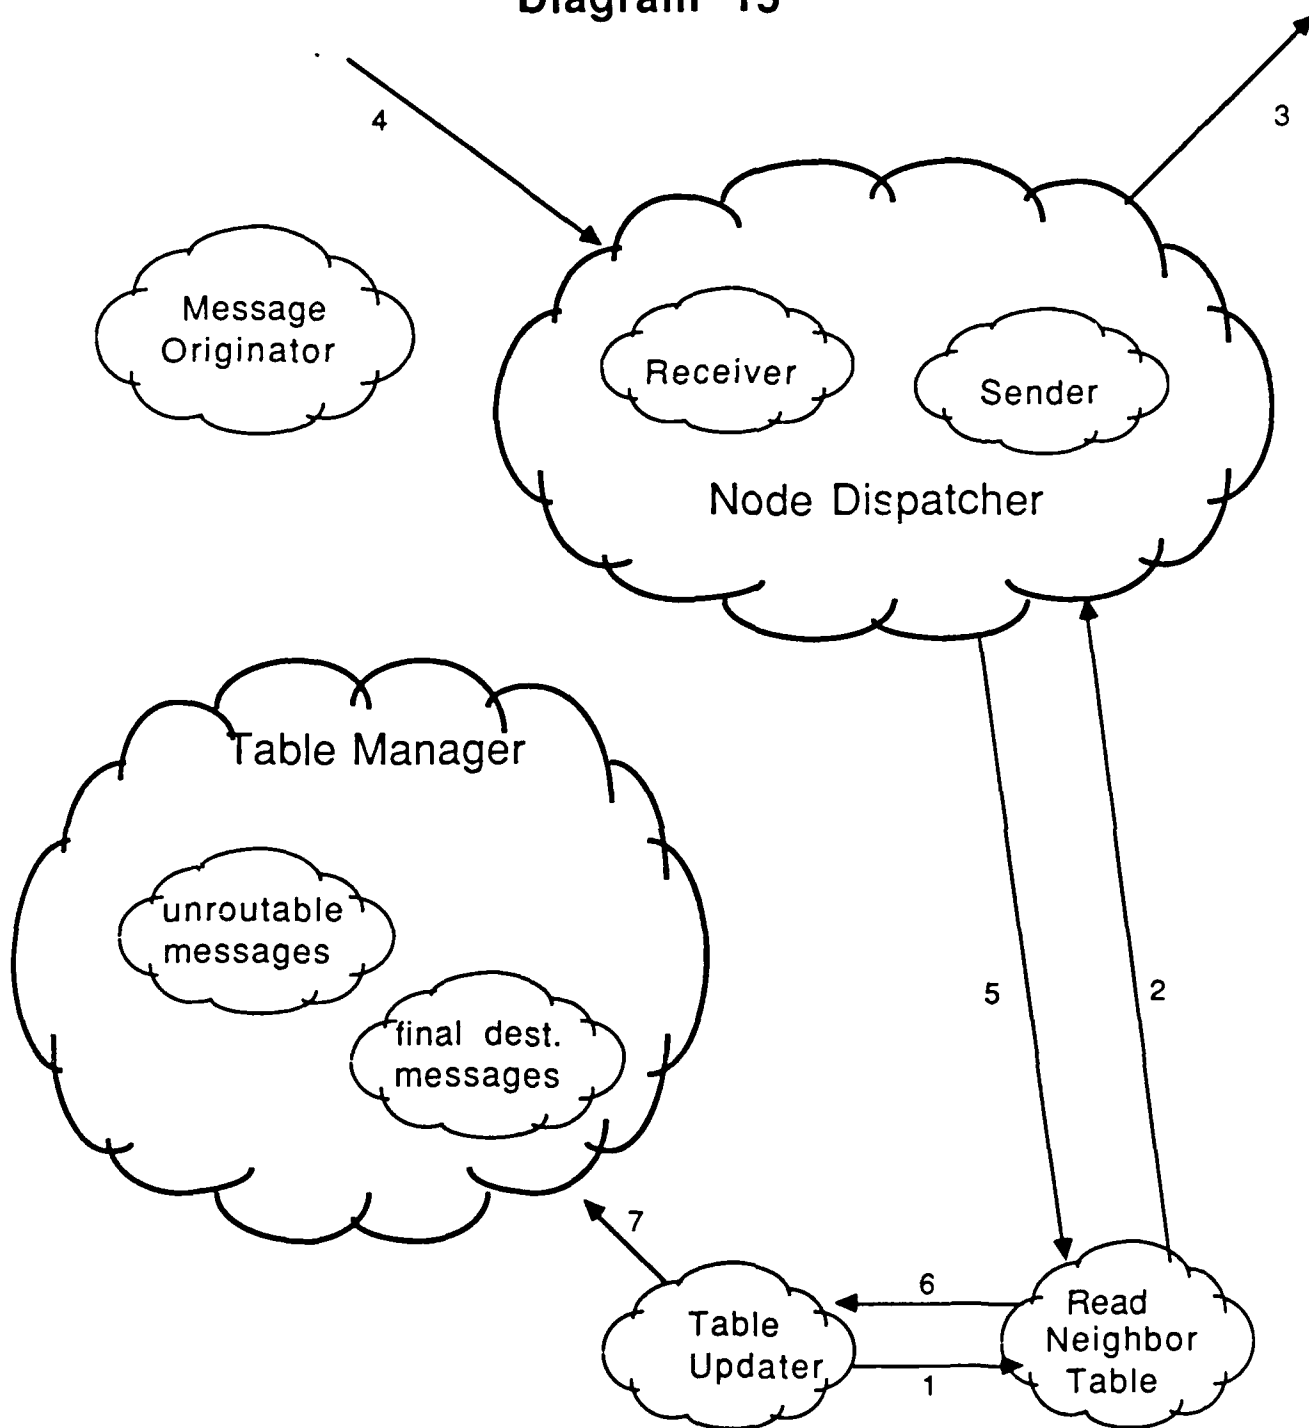 Diagram 13
4
3
Message
Originator
Receiver
Sender
Node Dispatcher
Table Manager
unroutable
messages
final dest.
messages
5
2
7
6
Table
Updater
1
Read
Neighbor
Table